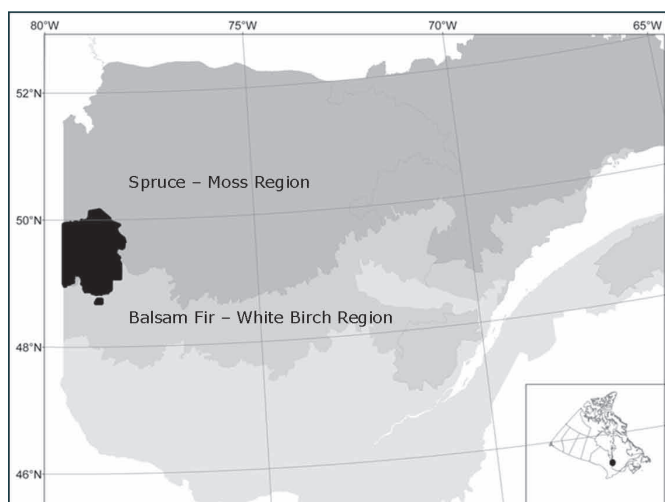 80°W 75°W 70°W 65°W
52°N
Spruce – Moss Region
50°N
Balsam Fir – White Birch Region
48°N
46°N